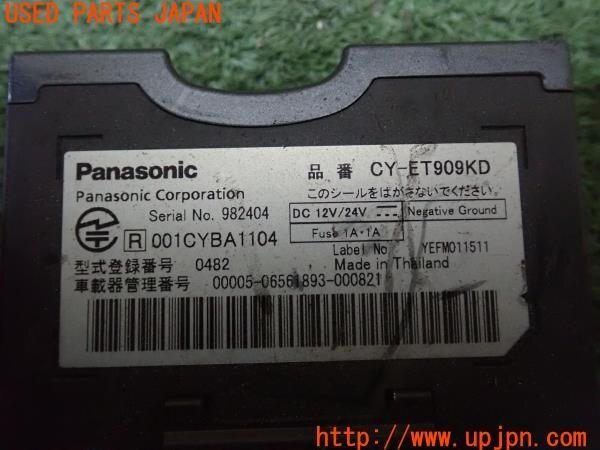 USED PARTS JAPAN
Panasonic
品番 CY-ET909KD
Panasonic Corporation
このシールをはがさないでください。
Serial No. 982404
DC 12V/24V
Negative Ground
Fuse 1A・1A
R 001CYBA1104
Label No. YEFM011511
型式登録番号 0482
Made in Thailand
車載器管理番号 00005-06561893-000821
(UPJ) www.upjpn.com